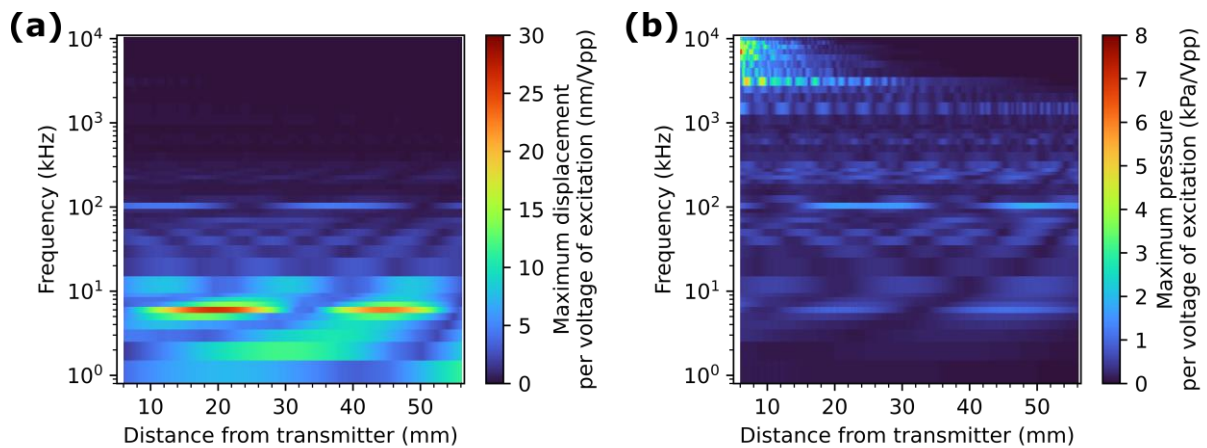 (a)
10⁴
10³
10²
10¹
10⁰
Frequency (kHz)
10 20 30 40 50
Distance from transmitter (mm)
30
25
20
15
10
5
0
Maximum displacement
per voltage of excitation (nm/Vpp)
(b)
10⁴
10³
10²
10¹
10⁰
Frequency (kHz)
10 20 30 40 50
Distance from transmitter (mm)
8
7
6
5
4
3
2
1
0
Maximum pressure
per voltage of excitation (kPa/Vpp)